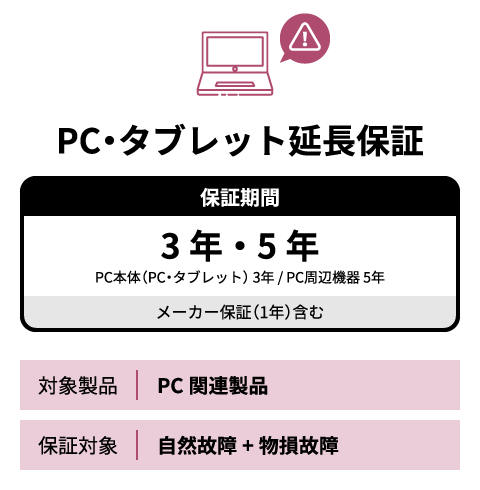 PC・タブレット延長保証
保証期間
3 年・5 年
PC本体(PC・タブレット) 3年 / PC周辺機器 5年
メーカー保証(1年)含む
対象製品 PC 関連製品
保証対象 自然故障 + 物損故障